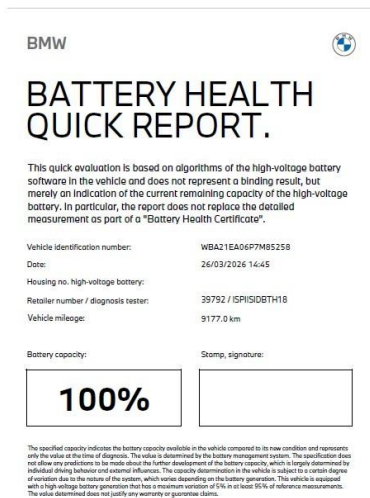 BMW
BATTERY HEALTH
QUICK REPORT.
This quick evaluation is based on algorithms of the high-voltage battery
software in the vehicle and does not represent a binding result, but
merely an indication of the current remaining capacity of the high-voltage
battery. In particular, the report does not replace the detailed
measurement as part of a "Battery Health Certificate".
Vehicle identification number: WBA21EA06P7M85258
Date: 26/03/2026 14:45
Housing no. high-voltage battery:
Retailer number / diagnosis tester: 39792 / ISPIISIDBTH18
Vehicle mileage: 9177.0 km
Battery capacity: Stamp, signature:
100%
The specified capacity indicates the battery capacity available in the vehicle compared to its new condition and represents
only the value at the time of diagnosis. The value is determined by the battery management system. The specification does
not allow any predictions to be made about the further development of the battery capacity, which is largely determined by
individual driving behavior and external influences. The capacity determination in the vehicle is subject to a certain degree
of variation due to the nature of the system, which varies depending on the battery generation. This vehicle is equipped
with a high-voltage battery generation that has a maximum variation of 5% in at least 95% of reference measurements.
The value determined does not justify any warranty or guarantee claims.